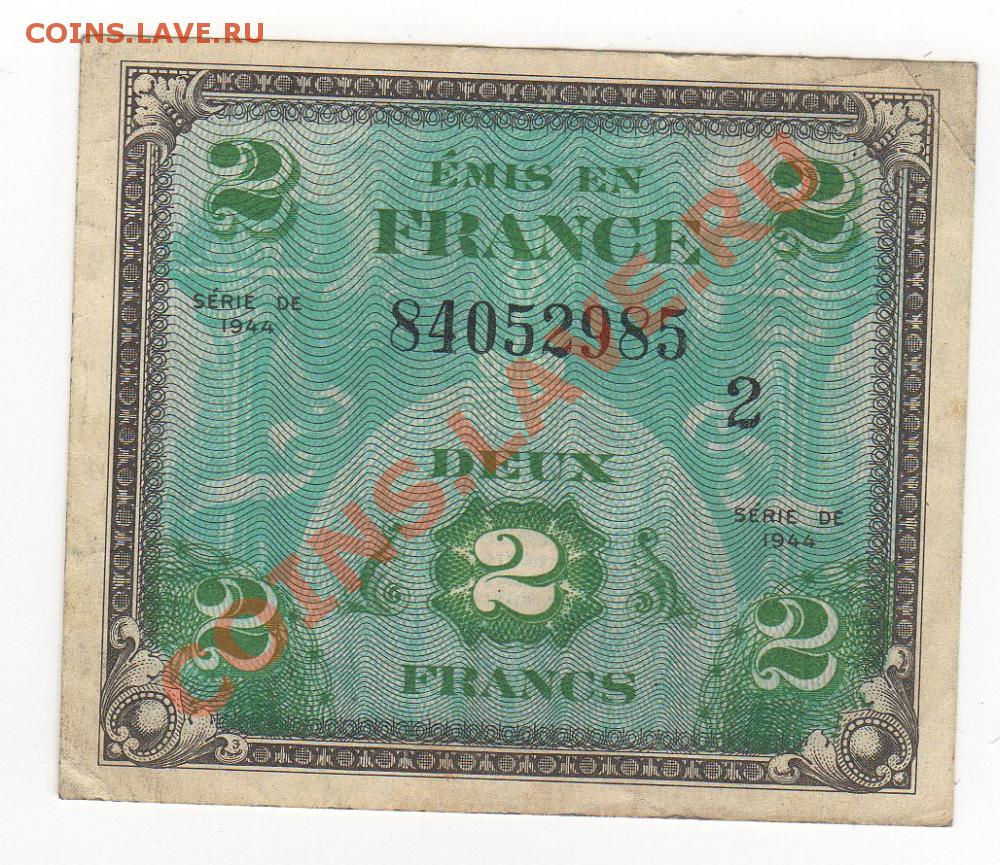 COINS.LAVE.RU
2 2
ÉMIS EN
FRANCE
SÉRIE DE
1944
84052985
2
DEUX
SÉRIE DE
1944
2
2 2
FRANCS
3
COINS.LAVE.RU